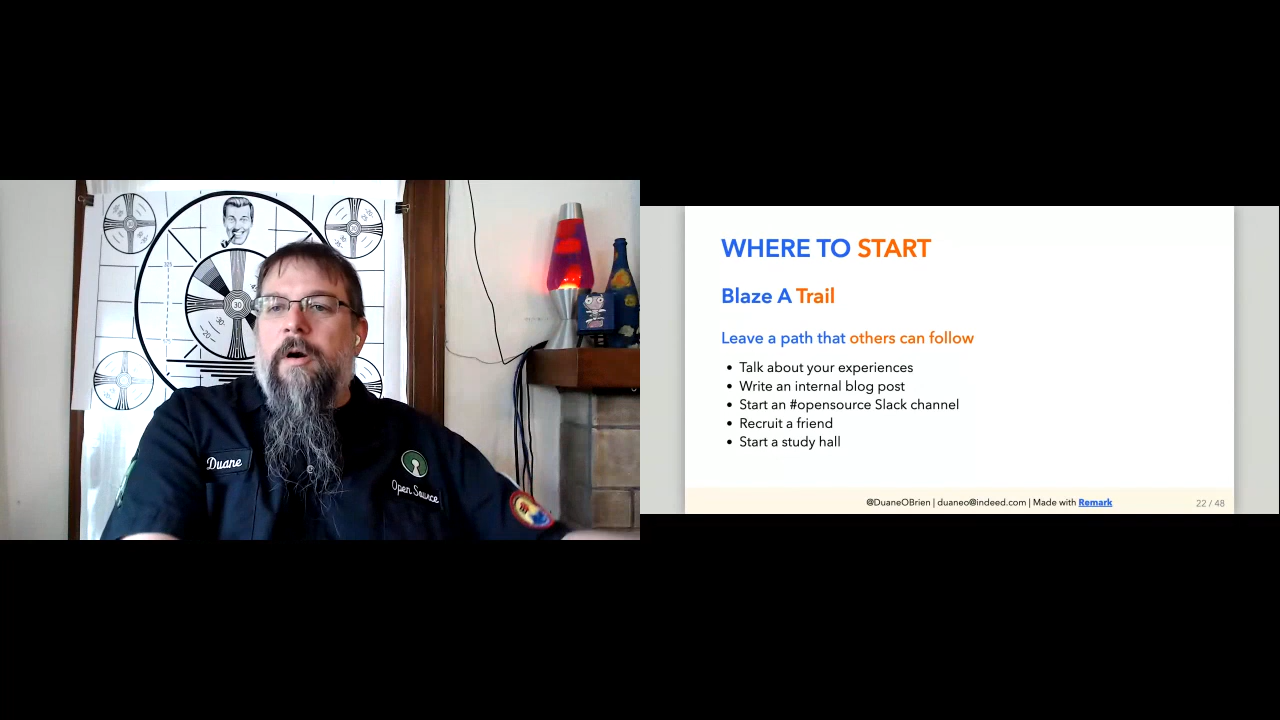 30
Duane
Open Source
WHERE TO START
Blaze A Trail
Leave a path that others can follow
Talk about your experiences
Write an internal blog post
Start an #opensource Slack channel
Recruit a friend
Start a study hall
@DuaneOBrien | duaneo@indeed.com | Made with Remark
22 / 48